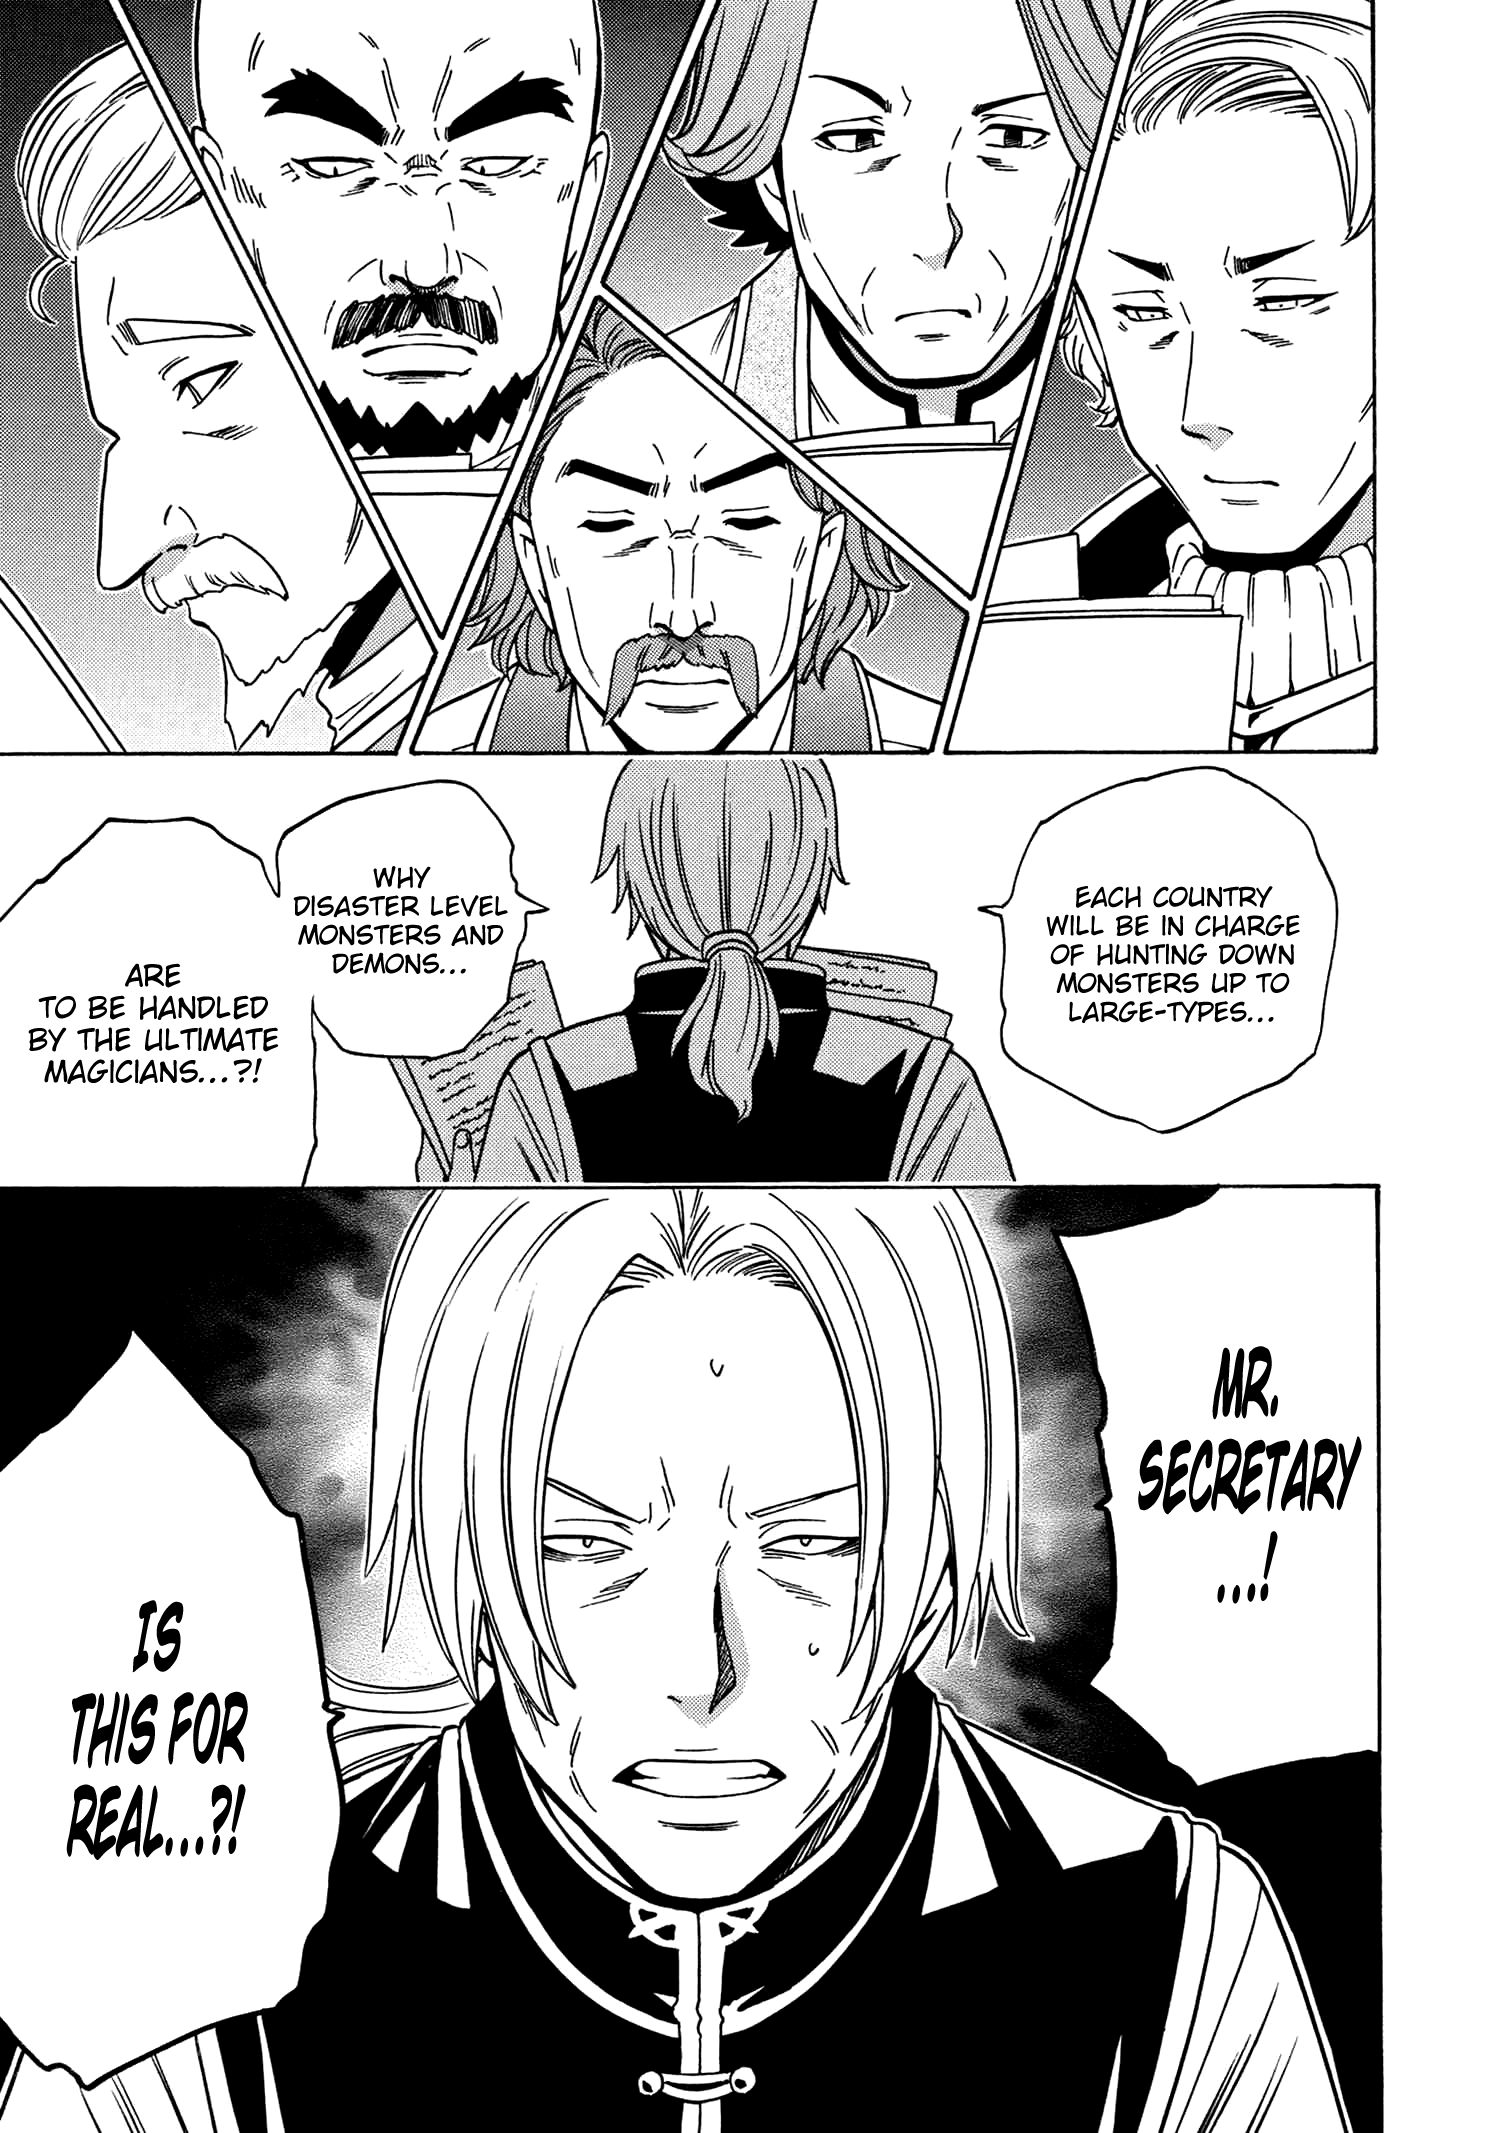 EACH COUNTRY
WILL BE IN CHARGE
OF HUNTING DOWN
MONSTERS UP TO
LARGE-TYPES...
WHY
DISASTER LEVEL
MONSTERS AND
DEMONS...
ARE
TO BE HANDLED
BY THE ULTIMATE
MAGICIANS...?!
MR.
SECRETARY
...!
IS
THIS FOR
REAL...?!